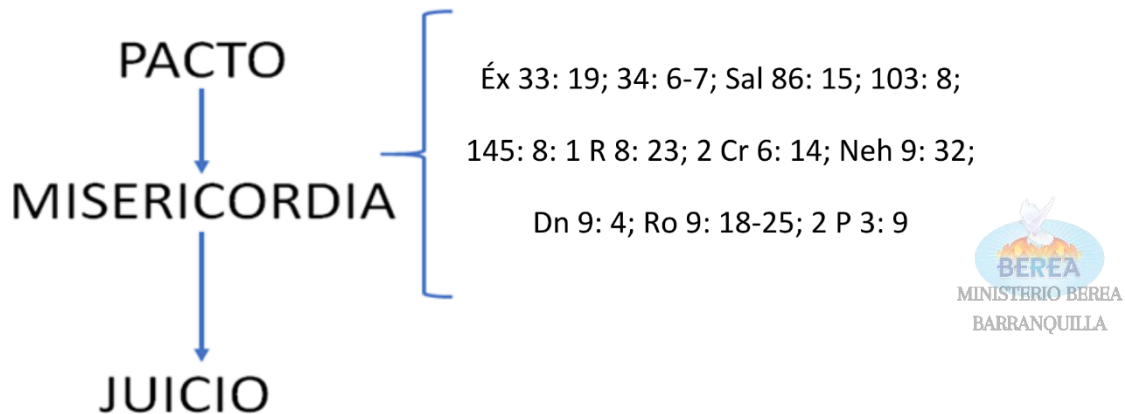 PACTO
MISERICORDIA
JUICIO
Éx 33: 19; 34: 6-7; Sal 86: 15; 103: 8;
145: 8: 1 R 8: 23; 2 Cr 6: 14; Neh 9: 32;
Dn 9: 4; Ro 9: 18-25; 2 P 3: 9
BEREA
MINISTERIO BEREA
BARRANQUILLA